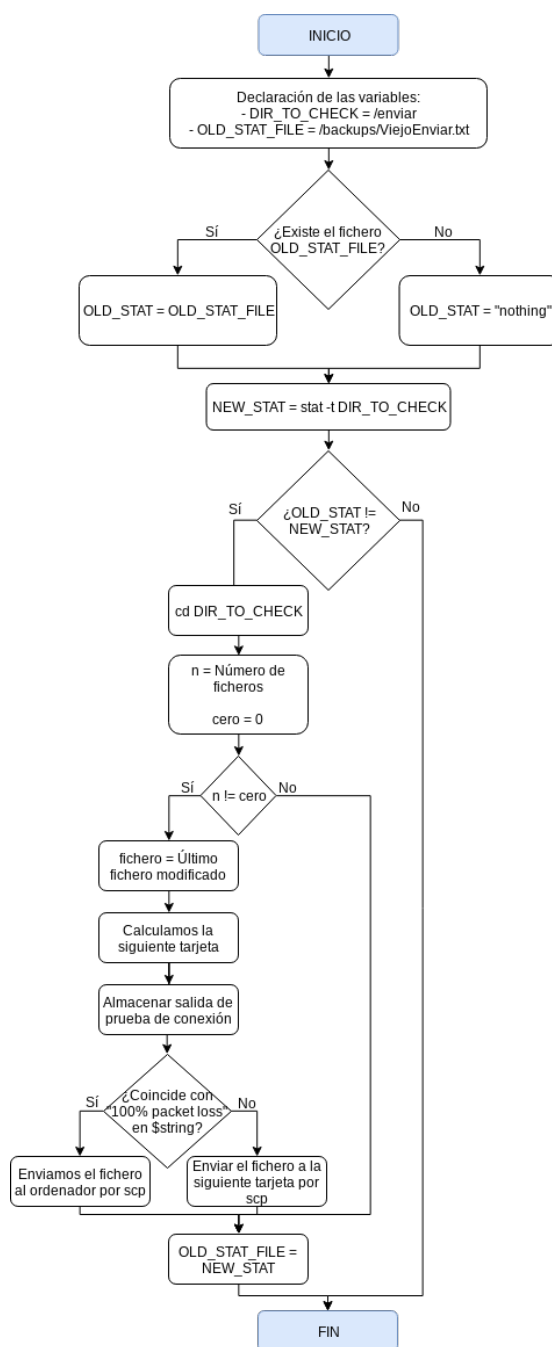 INICIO
Declaración de las variables:
- DIR_TO_CHECK = /enviar
- OLD_STAT_FILE = /backups/ViejoEnviar.txt
¿Existe el fichero
OLD_STAT_FILE?
Sí
No
OLD_STAT = OLD_STAT_FILE
OLD_STAT = "nothing"
NEW_STAT = stat -t DIR_TO_CHECK
¿OLD_STAT !=
NEW_STAT?
Sí
No
cd DIR_TO_CHECK
n = Número de
ficheros
cero = 0
n != cero
Sí
No
fichero = Último
fichero modificado
Calculamos la
siguiente tarjeta
Almacenar salida de
prueba de conexión
¿Coincide con
"100% packet loss"
en $string?
Sí
No
Enviamos el fichero
al ordenador por scp
Enviar el fichero a la
siguiente tarjeta por
scp
OLD_STAT_FILE =
NEW_STAT
FIN